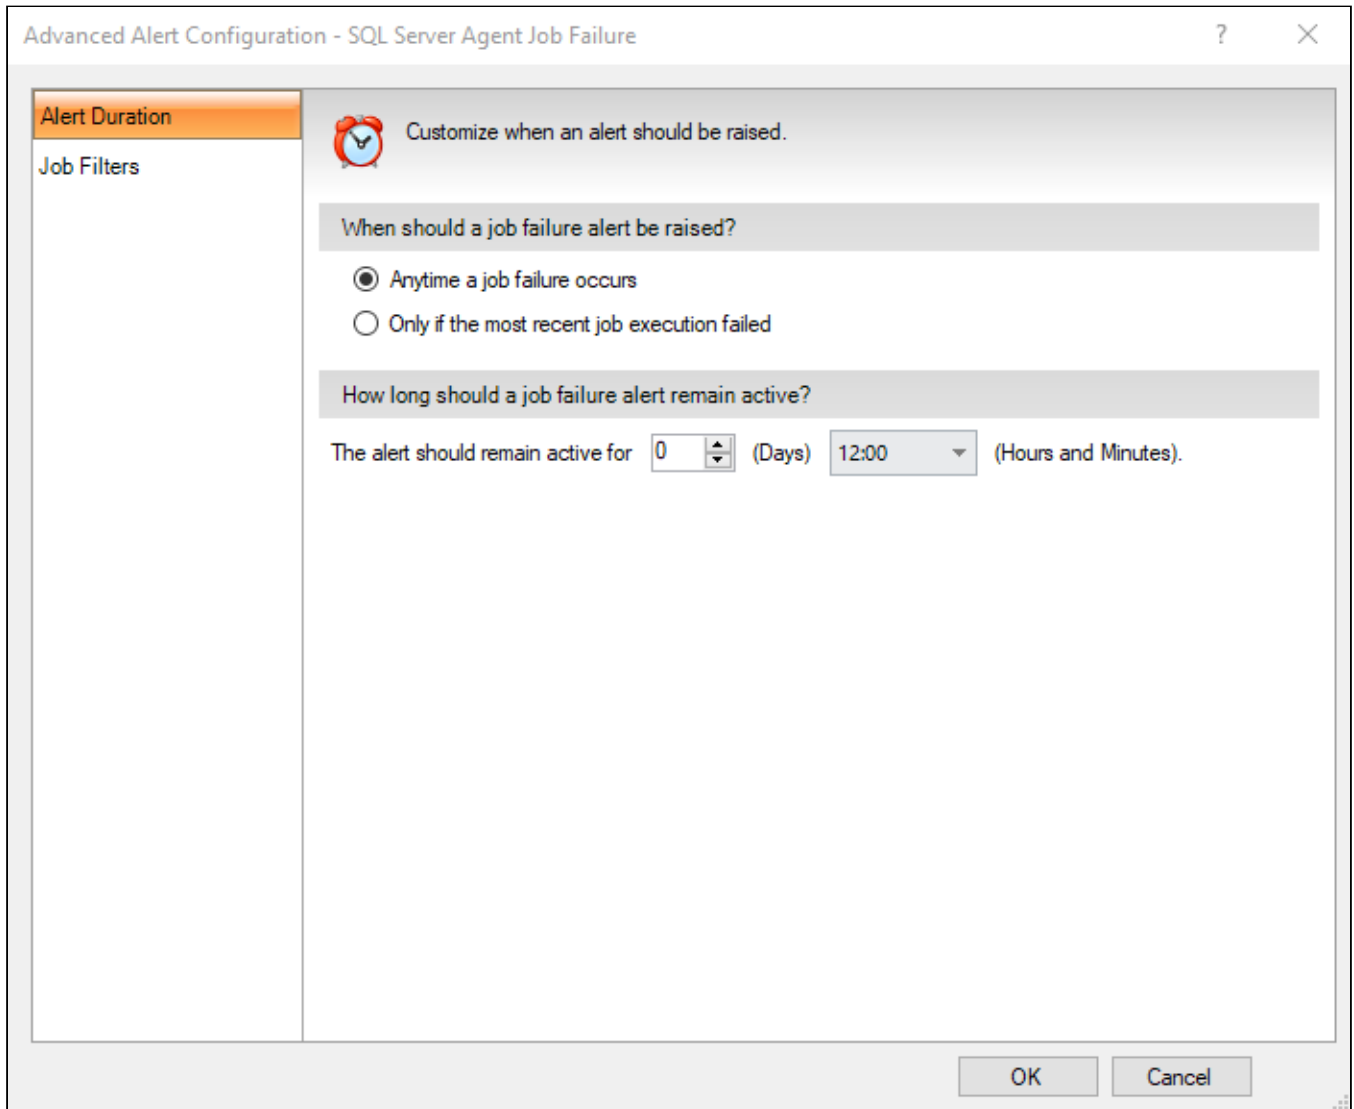 Advanced Alert Configuration - SQL Server Agent Job Failure
Alert Duration
Job Filters
Customize when an alert should be raised.
When should a job failure alert be raised?
Anytime a job failure occurs
Only if the most recent job execution failed
How long should a job failure alert remain active?
The alert should remain active for 0 (Days) 12:00 (Hours and Minutes).
OK Cancel